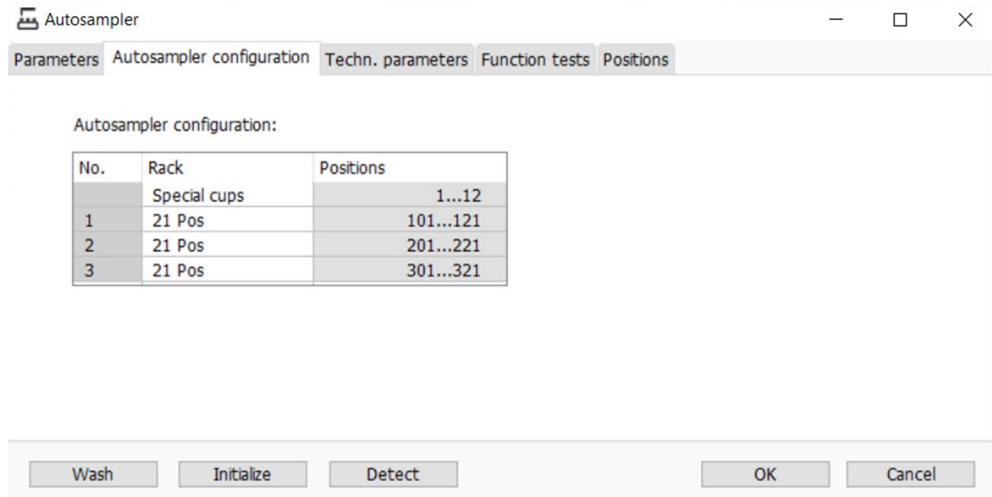 Autosampler
Parameters Autosampler configuration Techn. parameters Function tests Positions
Autosampler configuration:
No. Rack Positions
Special cups 1...12
1 21 Pos 101...121
2 21 Pos 201...221
3 21 Pos 301...321
Wash Initialize Detect OK Cancel